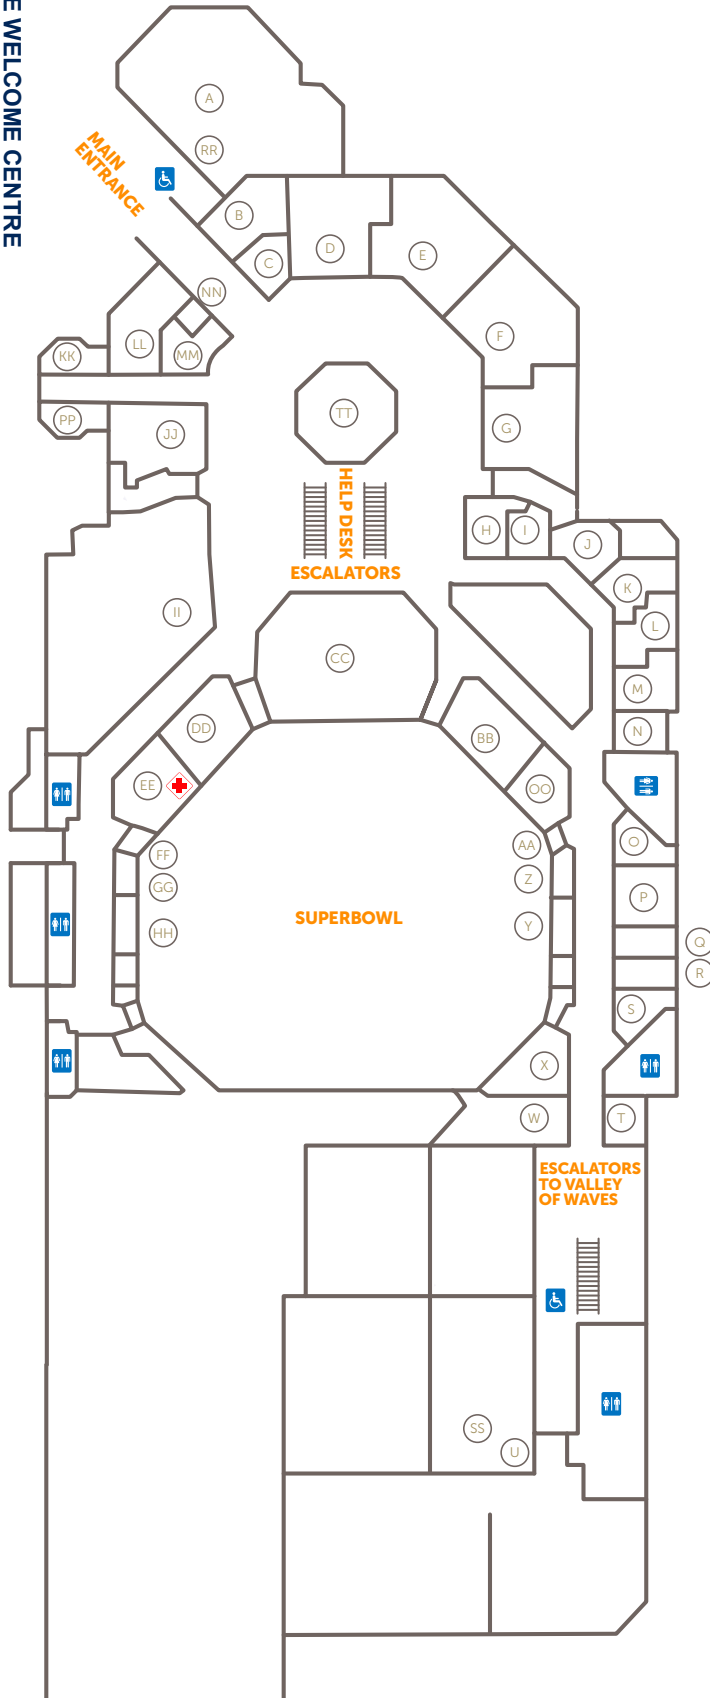 E WELCOME CENTRE
A
RR
MAIN
ENTRANCE
B
C
D
E
NN
F
LL
MM
KK
PP
JJ
TT
G
HELP DESK
H
I
J
ESCALATORS
K
II
L
CC
M
DD
BB
N
EE
OO
O
FF
AA
GG
Z
P
HH
SUPERBOWL
Y
Q
R
S
X
W
T
ESCALATORS
TO VALLEY
OF WAVES
SS
U